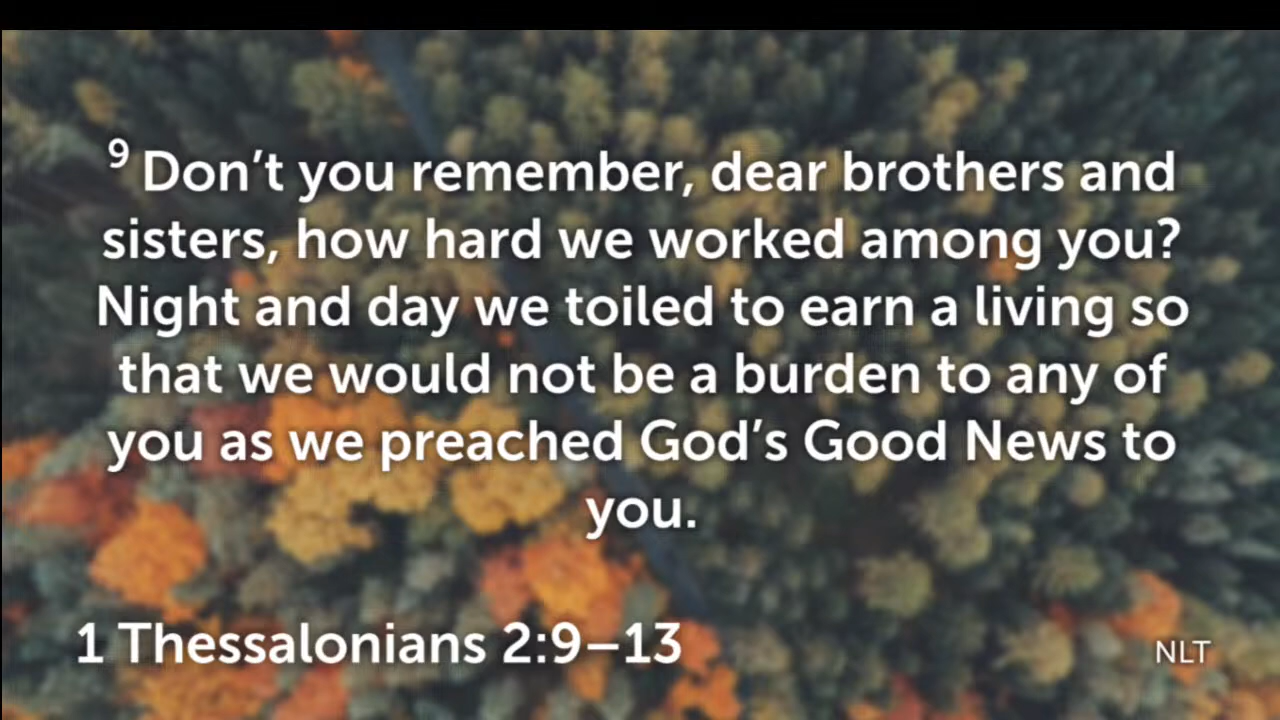 9 Don’t you remember, dear brothers and
sisters, how hard we worked among you?
Night and day we toiled to earn a living so
that we would not be a burden to any of
you as we preached God’s Good News to
you.
1 Thessalonians 2:9–13
NLT